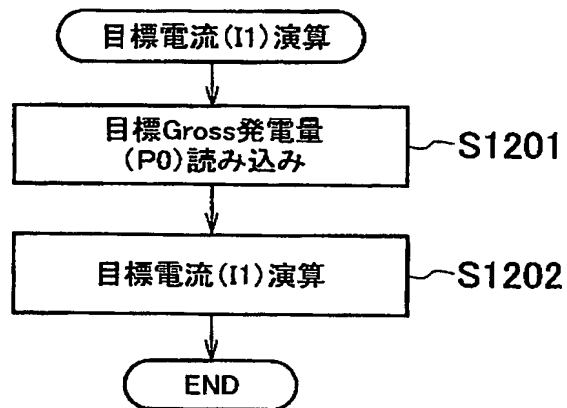 目標電流(I1)演算
目標Gross発電量
(P0)読み込み
S1201
目標電流(I1)演算
S1202
END